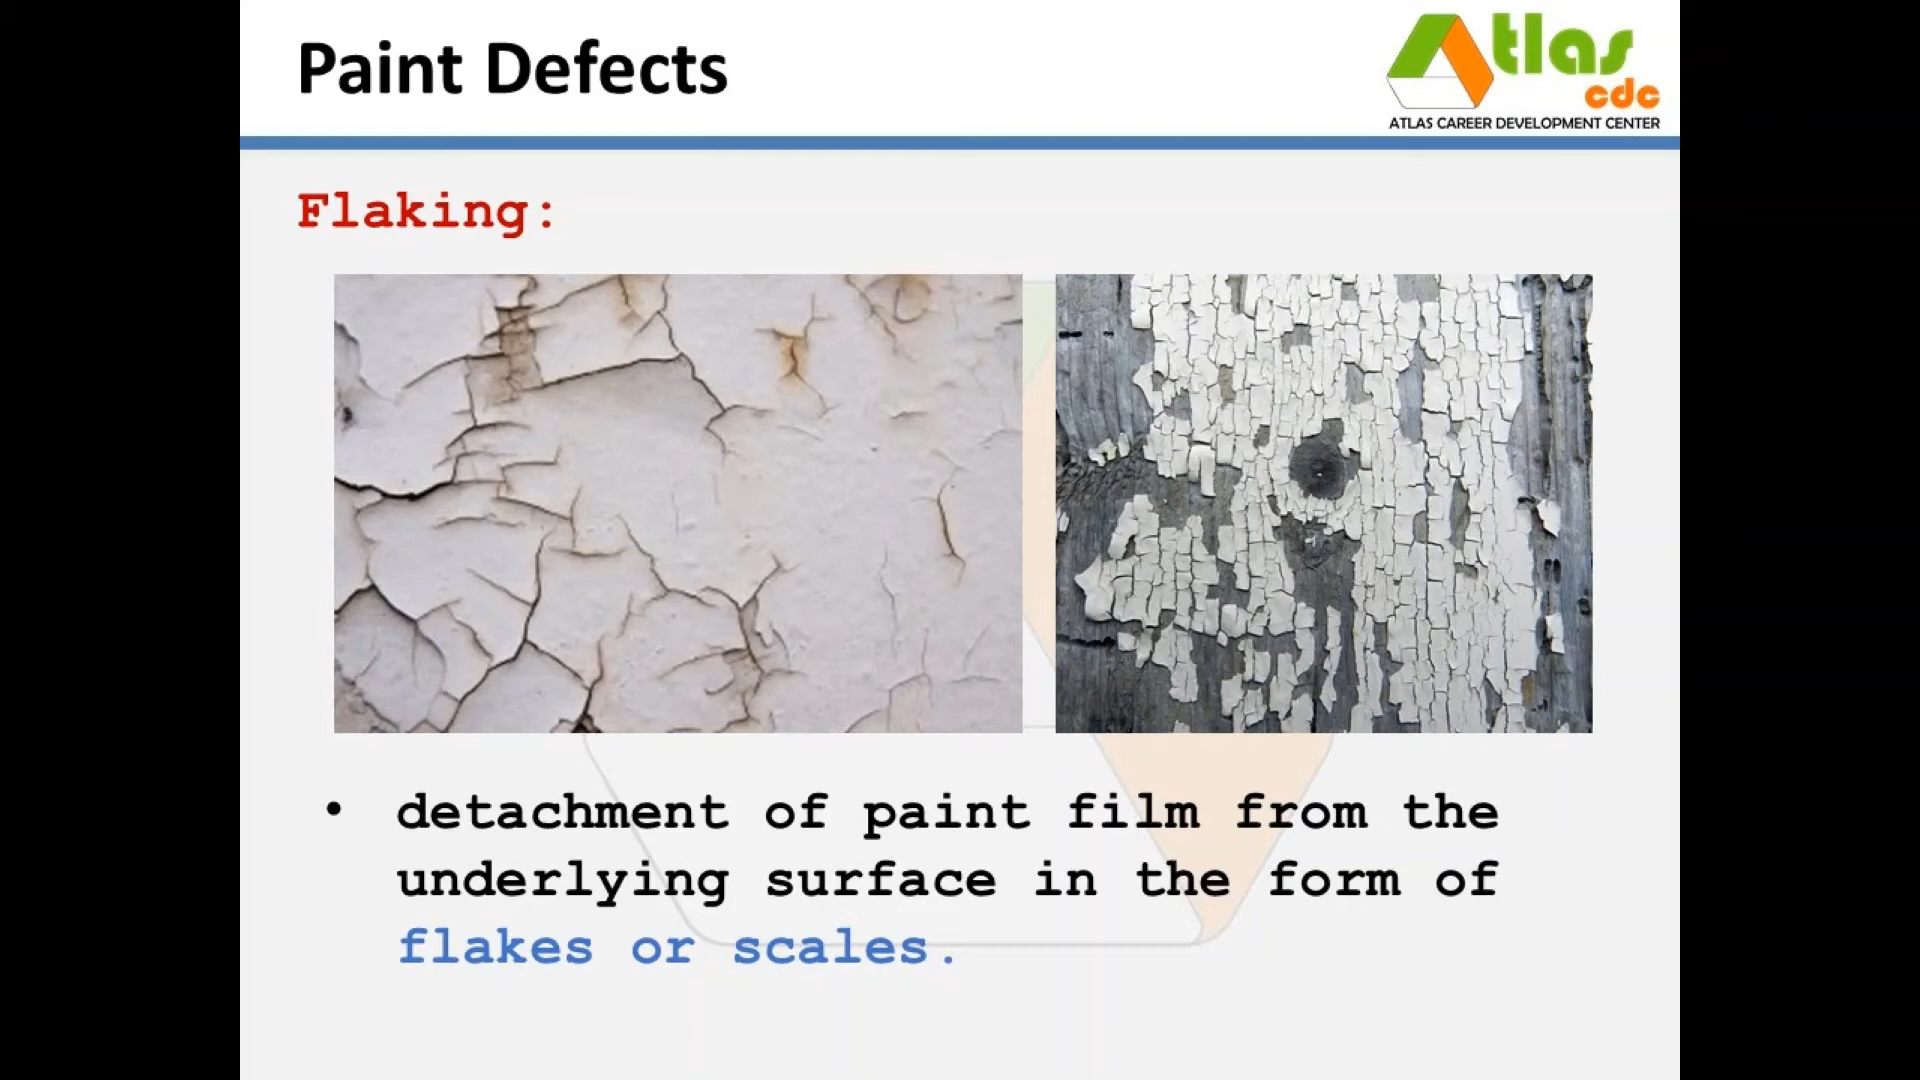 Paint Defects
Atlas
cdc
ATLAS CAREER DEVELOPMENT CENTER
Flaking:
• detachment of paint film from the
underlying surface in the form of
flakes or scales.